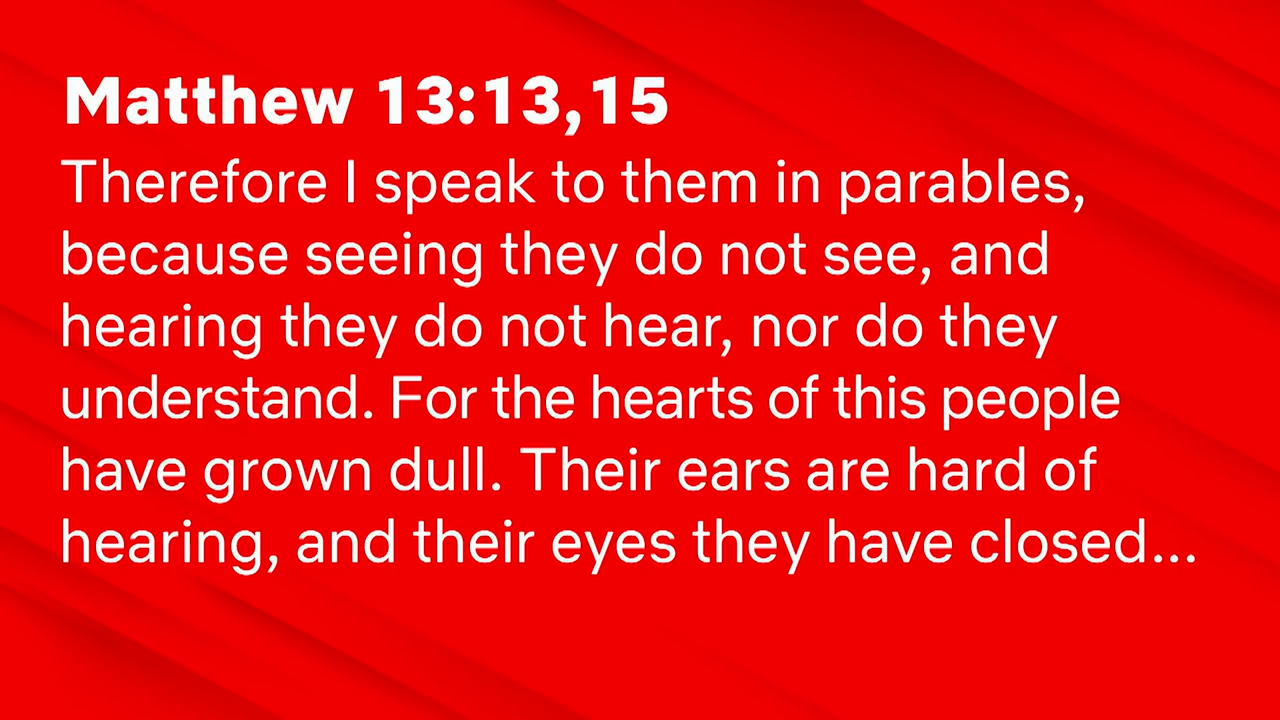 Matthew 13:13,15
Therefore I speak to them in parables,
because seeing they do not see, and
hearing they do not hear, nor do they
understand. For the hearts of this people
have grown dull. Their ears are hard of
hearing, and their eyes they have closed...